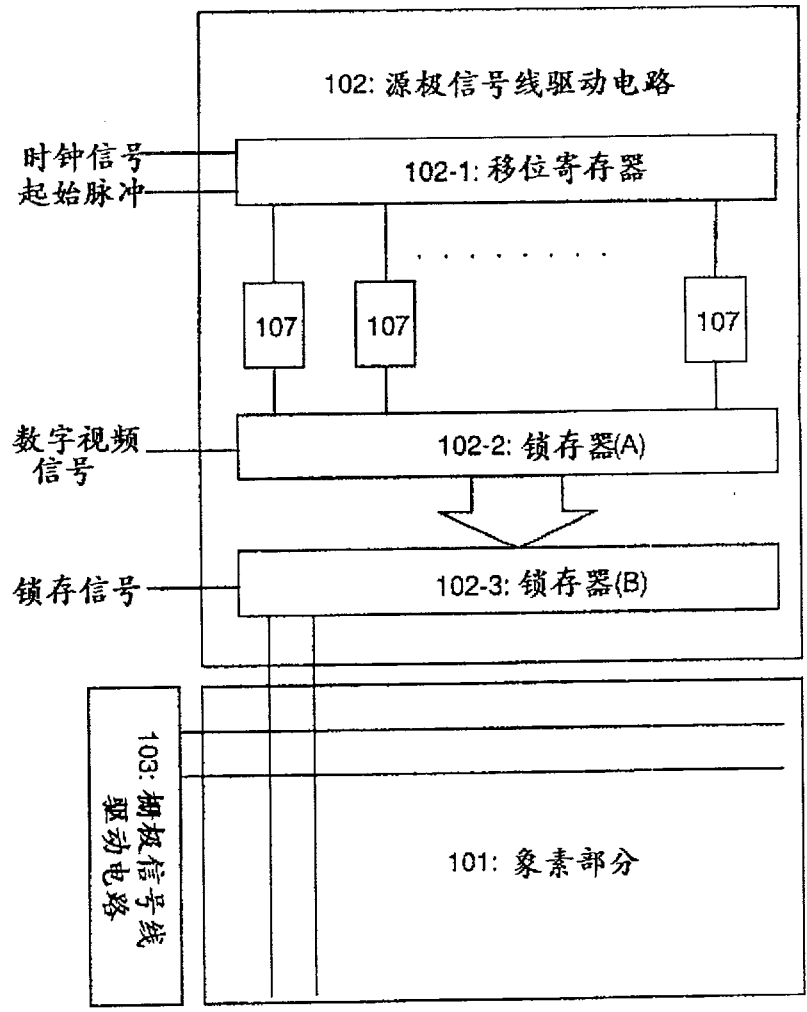 102: 源极信号线驱动电路
时钟信号
起始脉冲
102-1: 移位寄存器
107
107
107
数字视频
信号
102-2: 锁存器(A)
锁存信号
102-3: 锁存器(B)
103: 栅极信号线
驱动电路
101: 象素部分